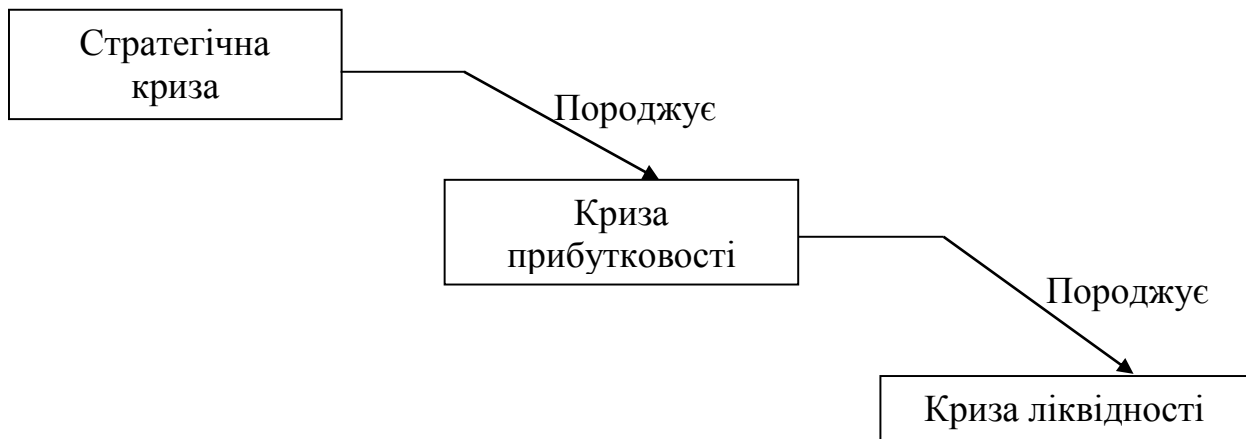 Стратегічна
криза
Породжує
Криза
прибутковості
Породжує
Криза ліквідності